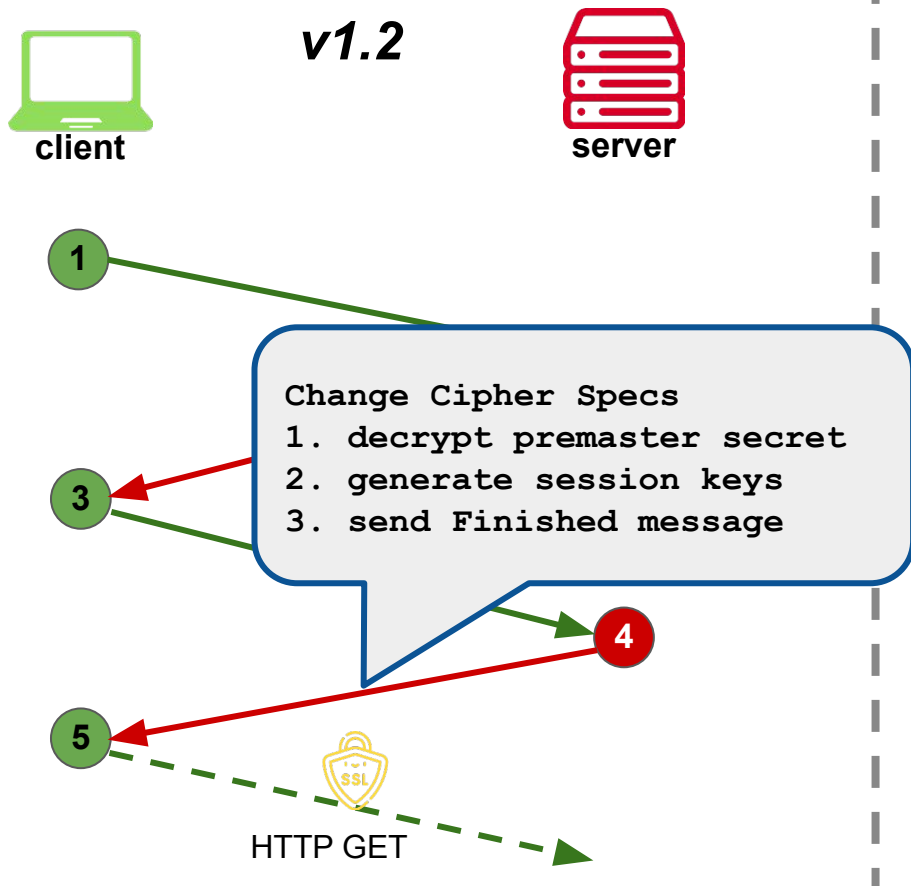 v1.2
client
server
1
Change Cipher Specs
1. decrypt premaster secret
2. generate session keys
3. send Finished message
3
4
5
SSL
HTTP GET